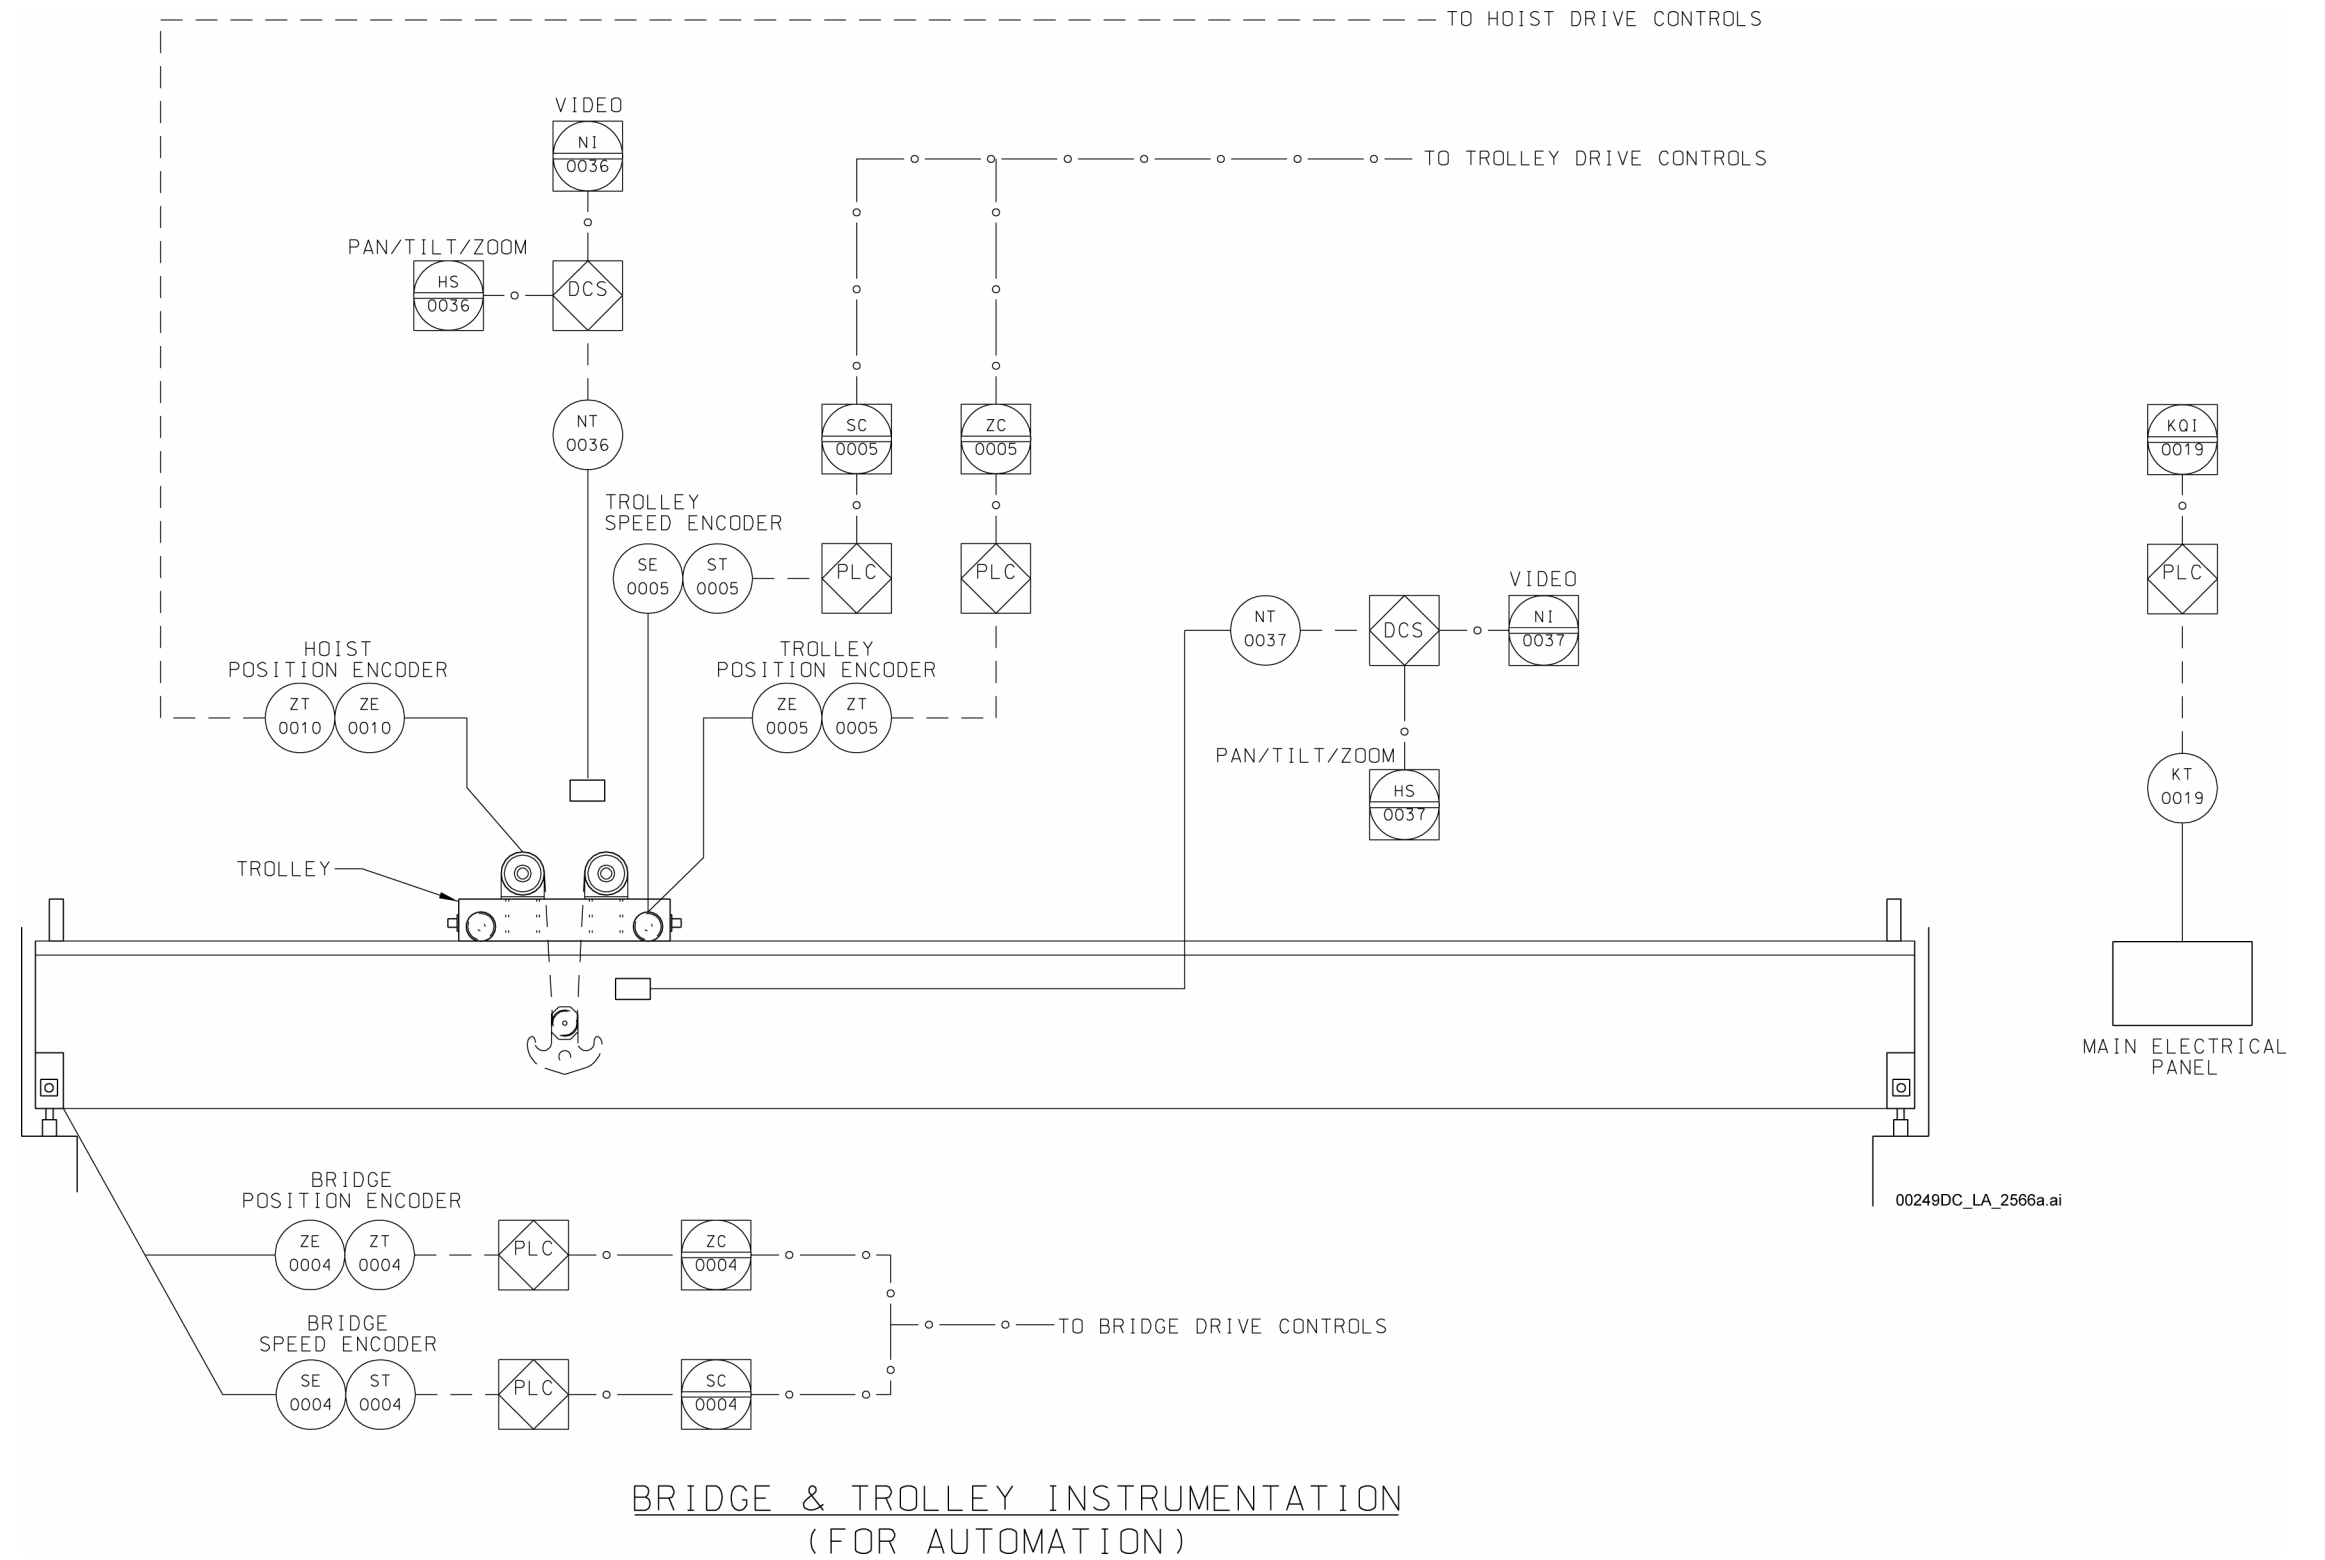 TO HOIST DRIVE CONTROLS
VIDEO
NI
0036
TO TROLLEY DRIVE CONTROLS
PAN/TILT/ZOOM
HS
0036
DCS
NT
0036
SC
0005
ZC
0005
KQI
0019
TROLLEY
SPEED ENCODER
SE
0005
ST
0005
PLC
PLC
PLC
VIDEO
NT
0037
DCS
NI
0037
HOIST
POSITION ENCODER
ZT
0010
ZE
0010
TROLLEY
POSITION ENCODER
ZE
0005
ZT
0005
PAN/TILT/ZOOM
HS
0037
KT
0019
TROLLEY
MAIN ELECTRICAL
PANEL
BRIDGE
POSITION ENCODER
00249DC_LA_2566a.ai
ZE
0004
ZT
0004
PLC
ZC
0004
BRIDGE
SPEED ENCODER
TO BRIDGE DRIVE CONTROLS
SE
0004
ST
0004
PLC
SC
0004
BRIDGE & TROLLEY INSTRUMENTATION
(FOR AUTOMATION)